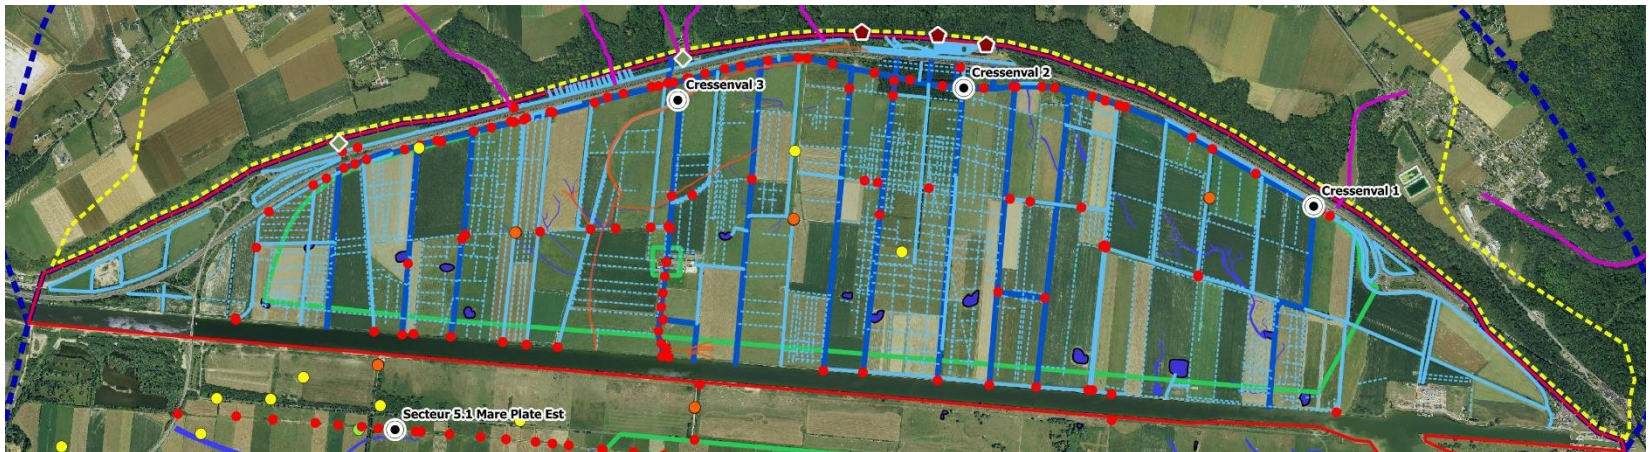 Cressenval 3
Cressenval 2
Cressenval 1
Secteur 5.1 Mare Plate Est